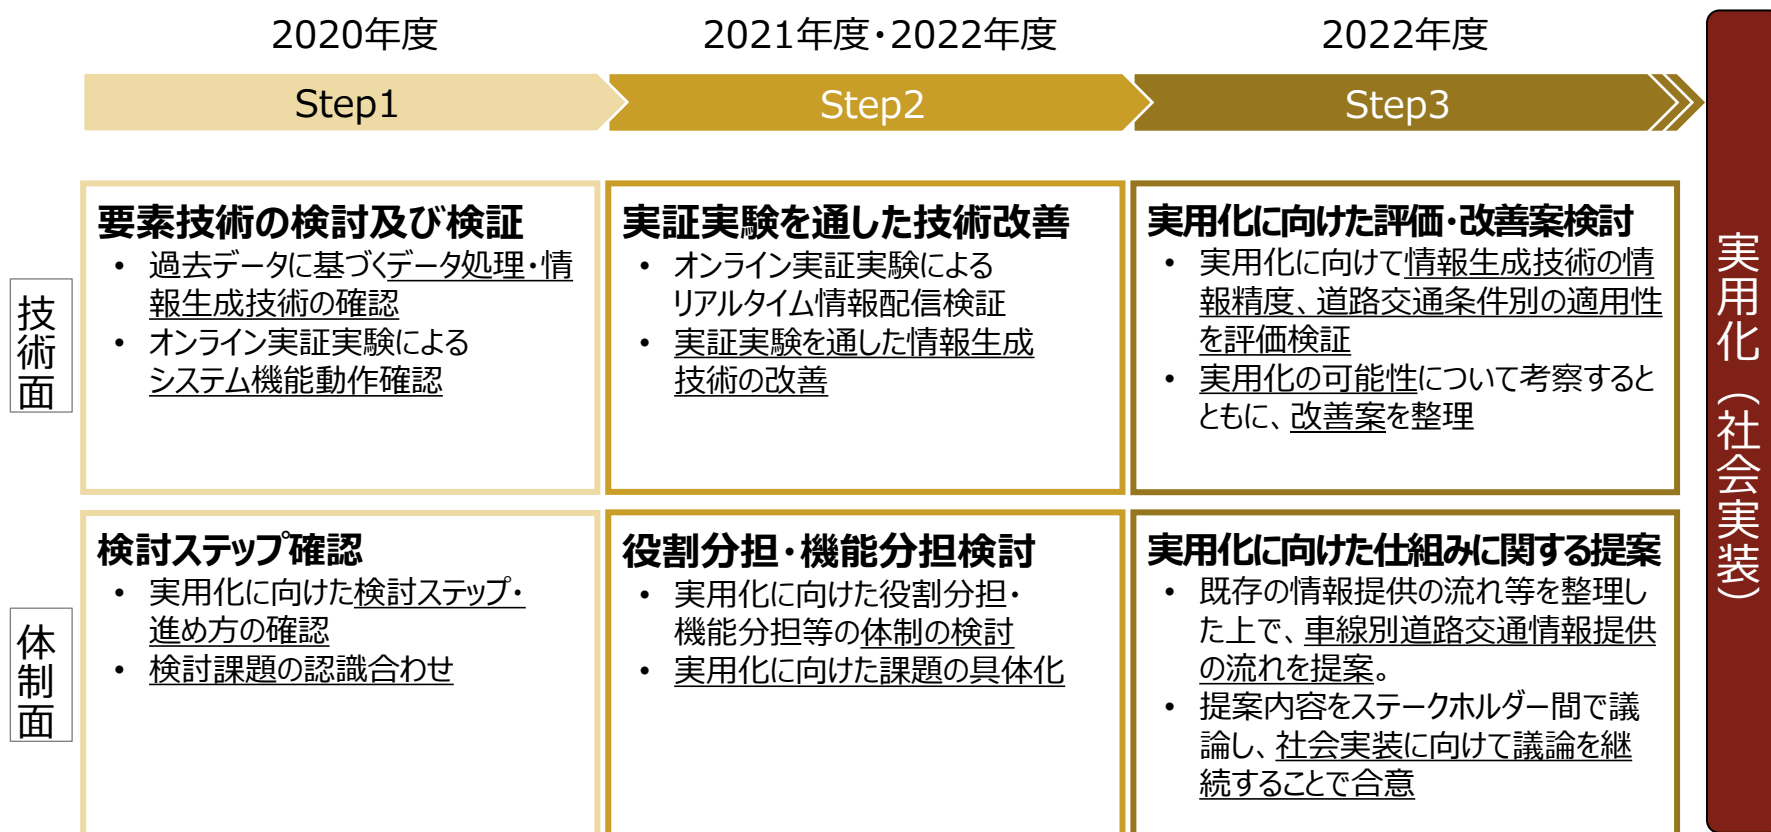 2020年度
2021年度・2022年度
2022年度
Step1
Step2
Step3
技術面
要素技術の検討及び検証
• 過去データに基づくデータ処理・情
報生成技術の確認
• オンライン実証実験による
システム機能動作確認
実証実験を通した技術改善
• オンライン実証実験による
リアルタイム情報配信検証
• 実証実験を通した情報生成
技術の改善
実用化に向けた評価・改善案検討
• 実用化に向けて情報生成技術の情
報精度、道路交通条件別の適用性
を評価検証
• 実用化の可能性について考察すると
ともに、改善案を整理
体制面
検討ステップ確認
• 実用化に向けた検討ステップ・
進め方の確認
• 検討課題の認識合わせ
役割分担・機能分担検討
• 実用化に向けた役割分担・
機能分担等の体制の検討
• 実用化に向けた課題の具体化
実用化に向けた仕組みに関する提案
• 既存の情報提供の流れ等を整理し
た上で、車線別道路交通情報提供
の流れを提案。
• 提案内容をステークホルダー間で議
論し、社会実装に向けて議論を継
続することで合意
実用化（社会実装）